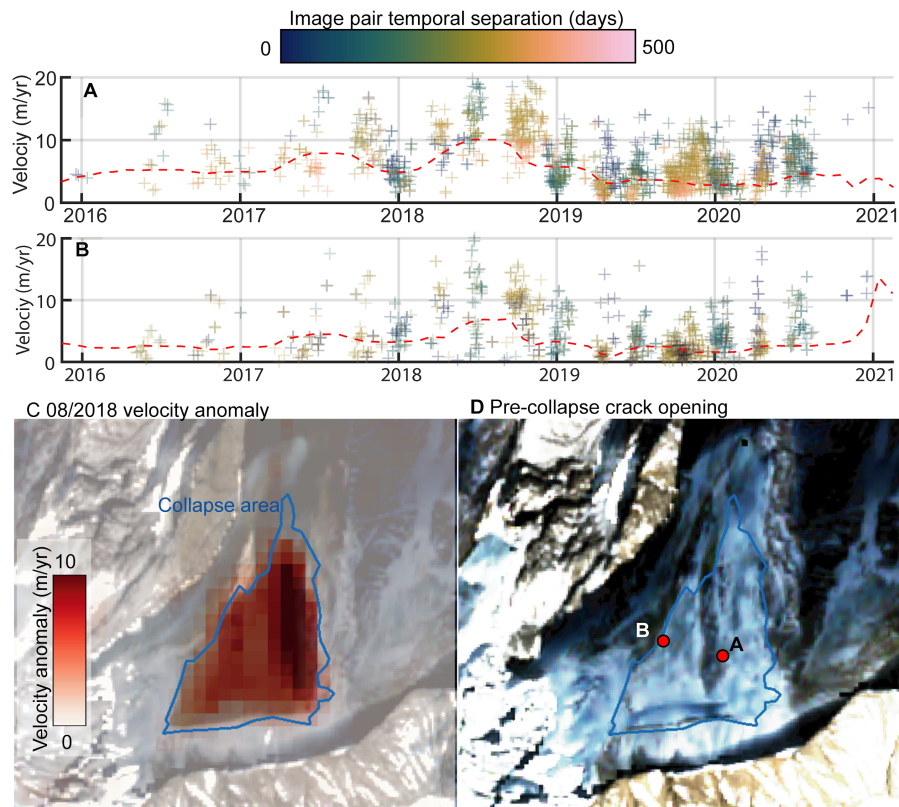 Image pair temporal separation (days)
0
500
A
Velociy (m/yr)
20
10
0
2016
2017
2018
2019
2020
2021
B
Velociy (m/yr)
20
10
0
2016
2017
2018
2019
2020
2021
C 08/2018 velocity anomaly
Collapse area
Velocity anomaly (m/yr)
10
0
D Pre-collapse crack opening
B
A